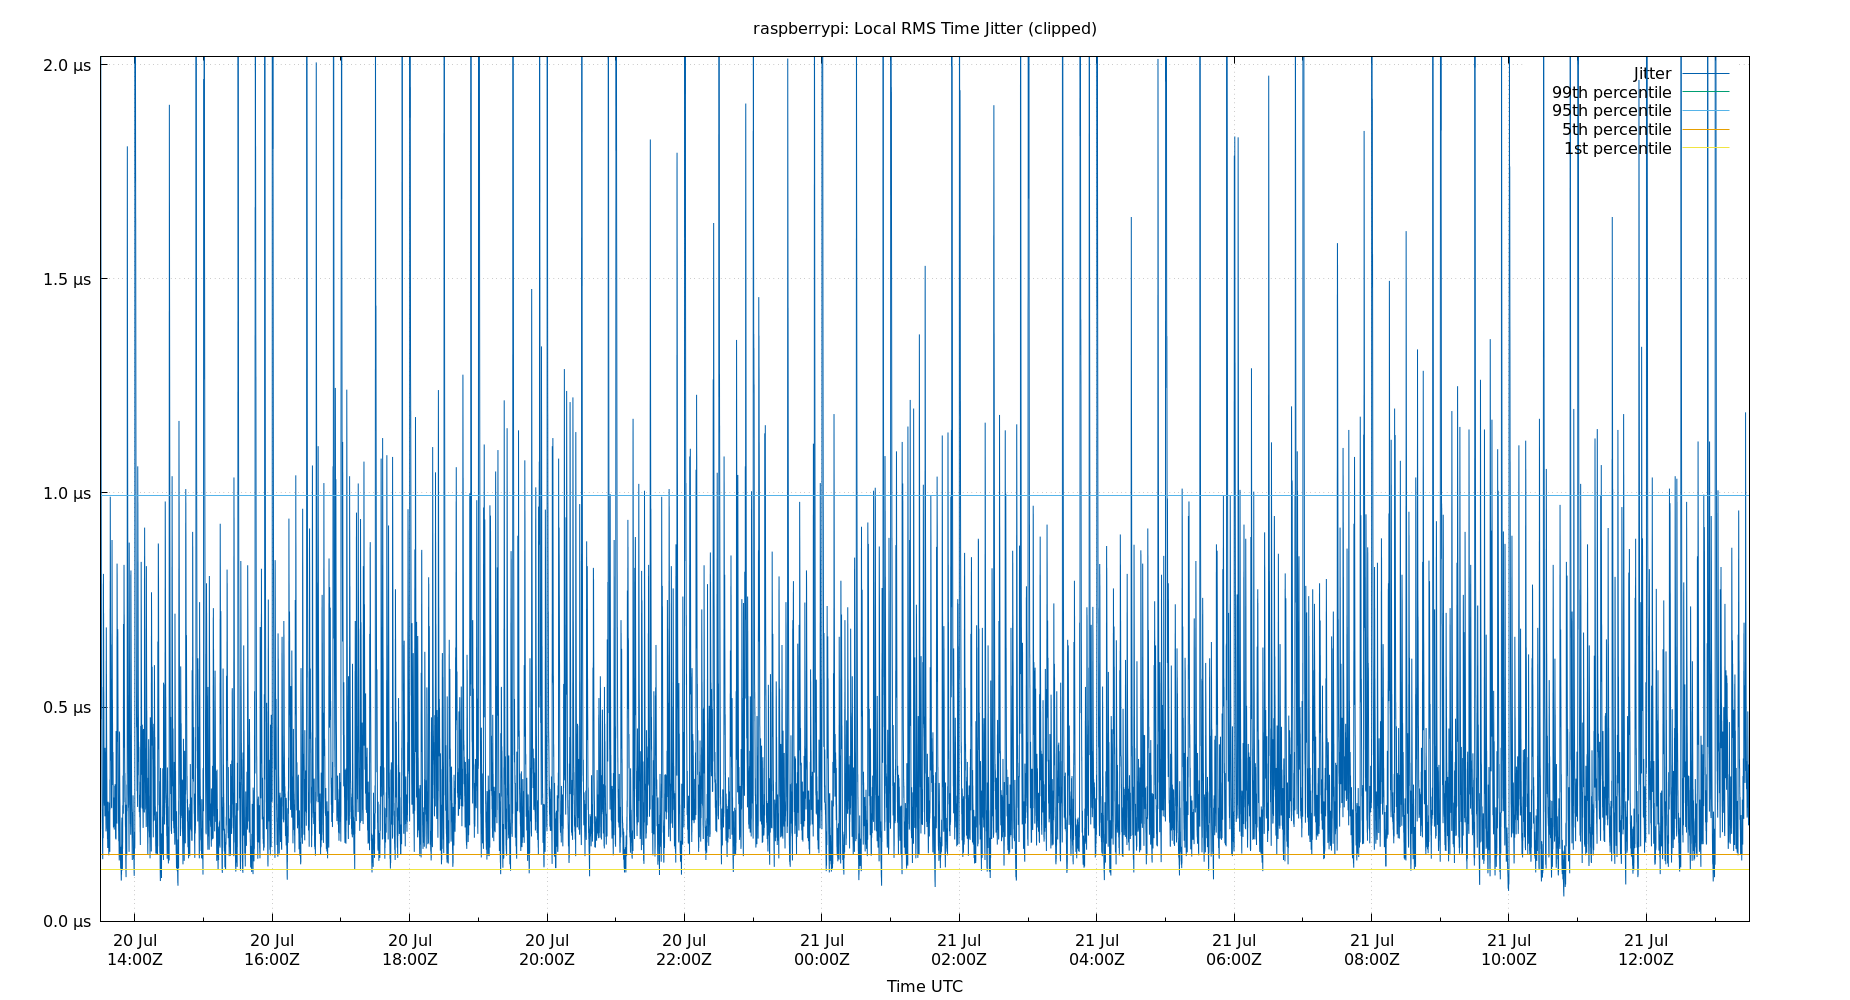 raspberrypi: Local RMS Time Jitter (clipped)
2.0 μs
1.5 μs
1.0 μs
0.5 μs
0.0 μs
Jitter
99th percentile
95th percentile
5th percentile
1st percentile
20 Jul 20 Jul 20 Jul 20 Jul 20 Jul 21 Jul 21 Jul 21 Jul 21 Jul 21 Jul 21 Jul 21 Jul
14:00Z 16:00Z 18:00Z 20:00Z 22:00Z 00:00Z 02:00Z 04:00Z 06:00Z 08:00Z 10:00Z 12:00Z
Time UTC